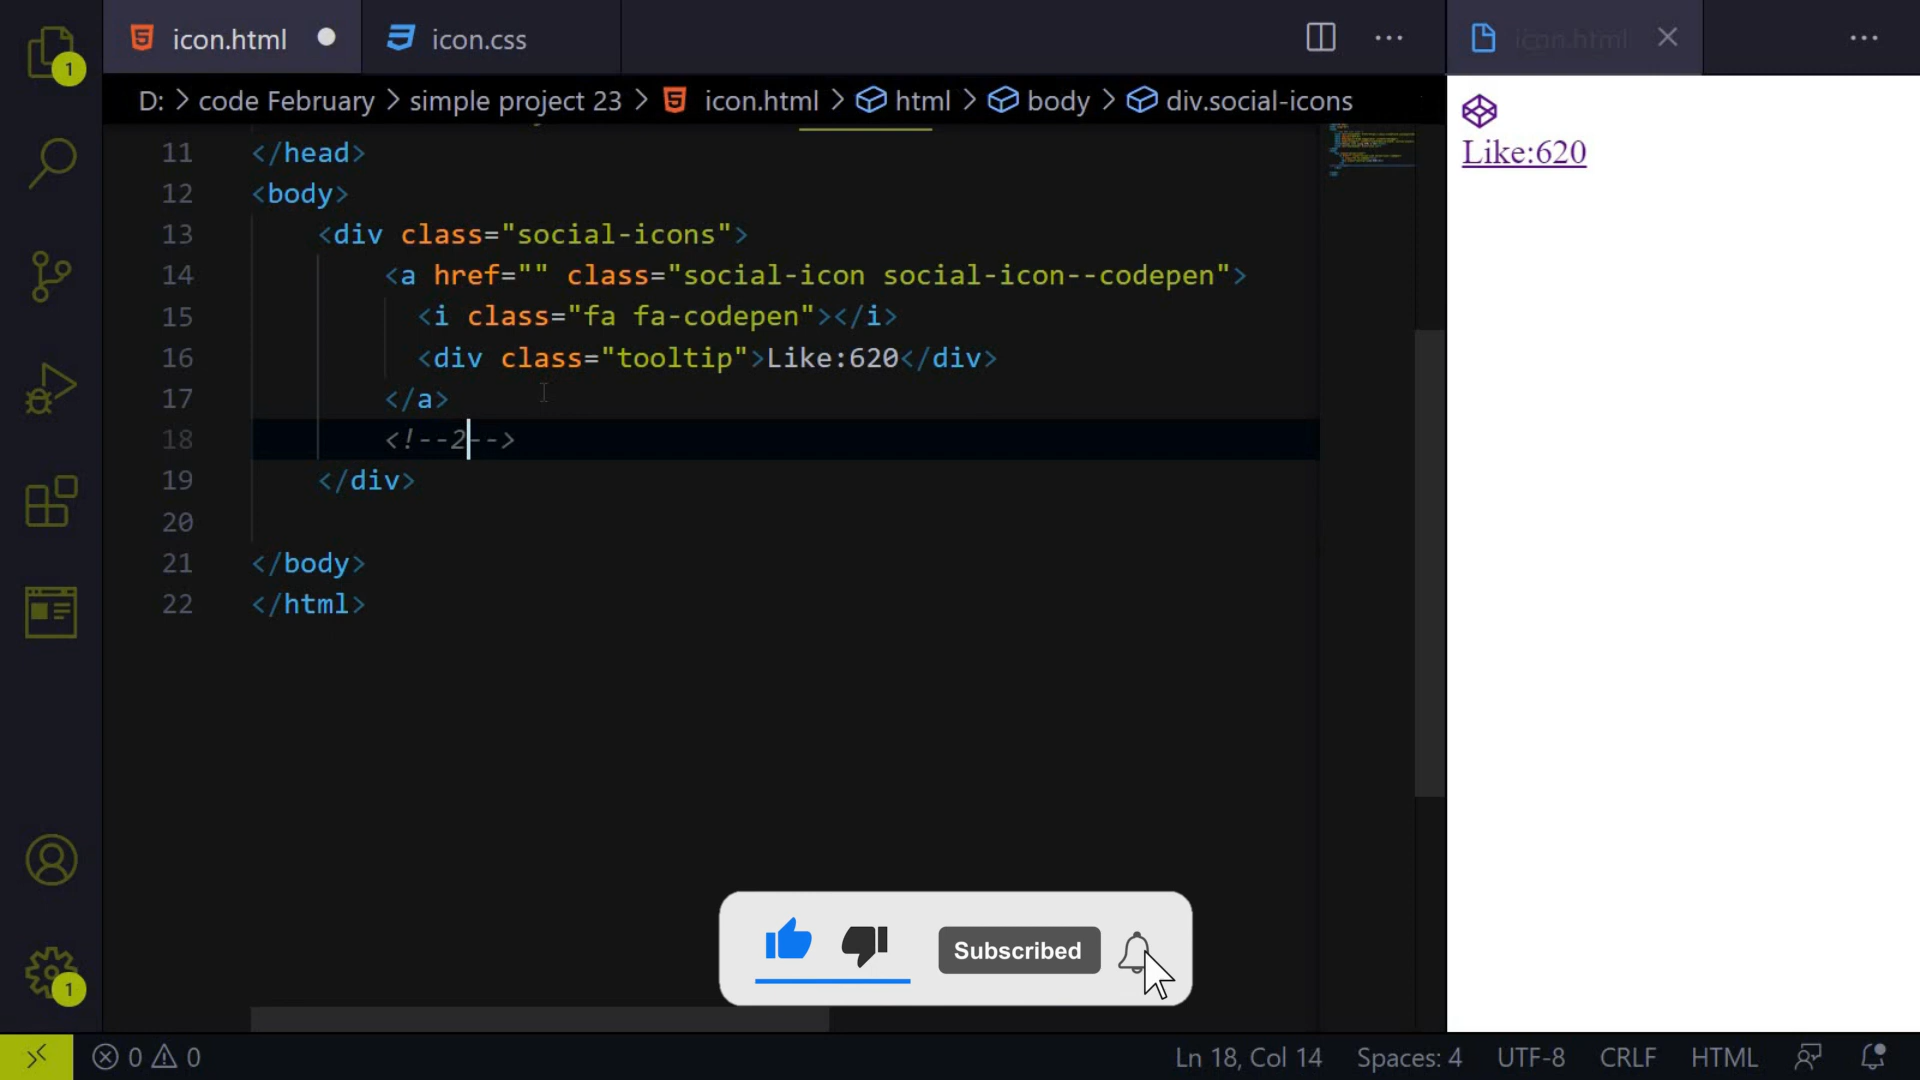 icon.html
icon.css
icon.html
D: > code February > simple project 23 > icon.html > html > body > div.social-icons
11 </head>
12 <body>
13 <div class="social-icons">
14 <a href="" class="social-icon social-icon--codepen">
15 <i class="fa fa-codepen"></i>
16 <div class="tooltip">Like:620</div>
17 </a>
18 <!--2-->
19 </div>
20
21 </body>
22 </html>
Like:620
1
1
Subscribed
0 0
Ln 18, Col 14 Spaces: 4 UTF-8 CRLF HTML